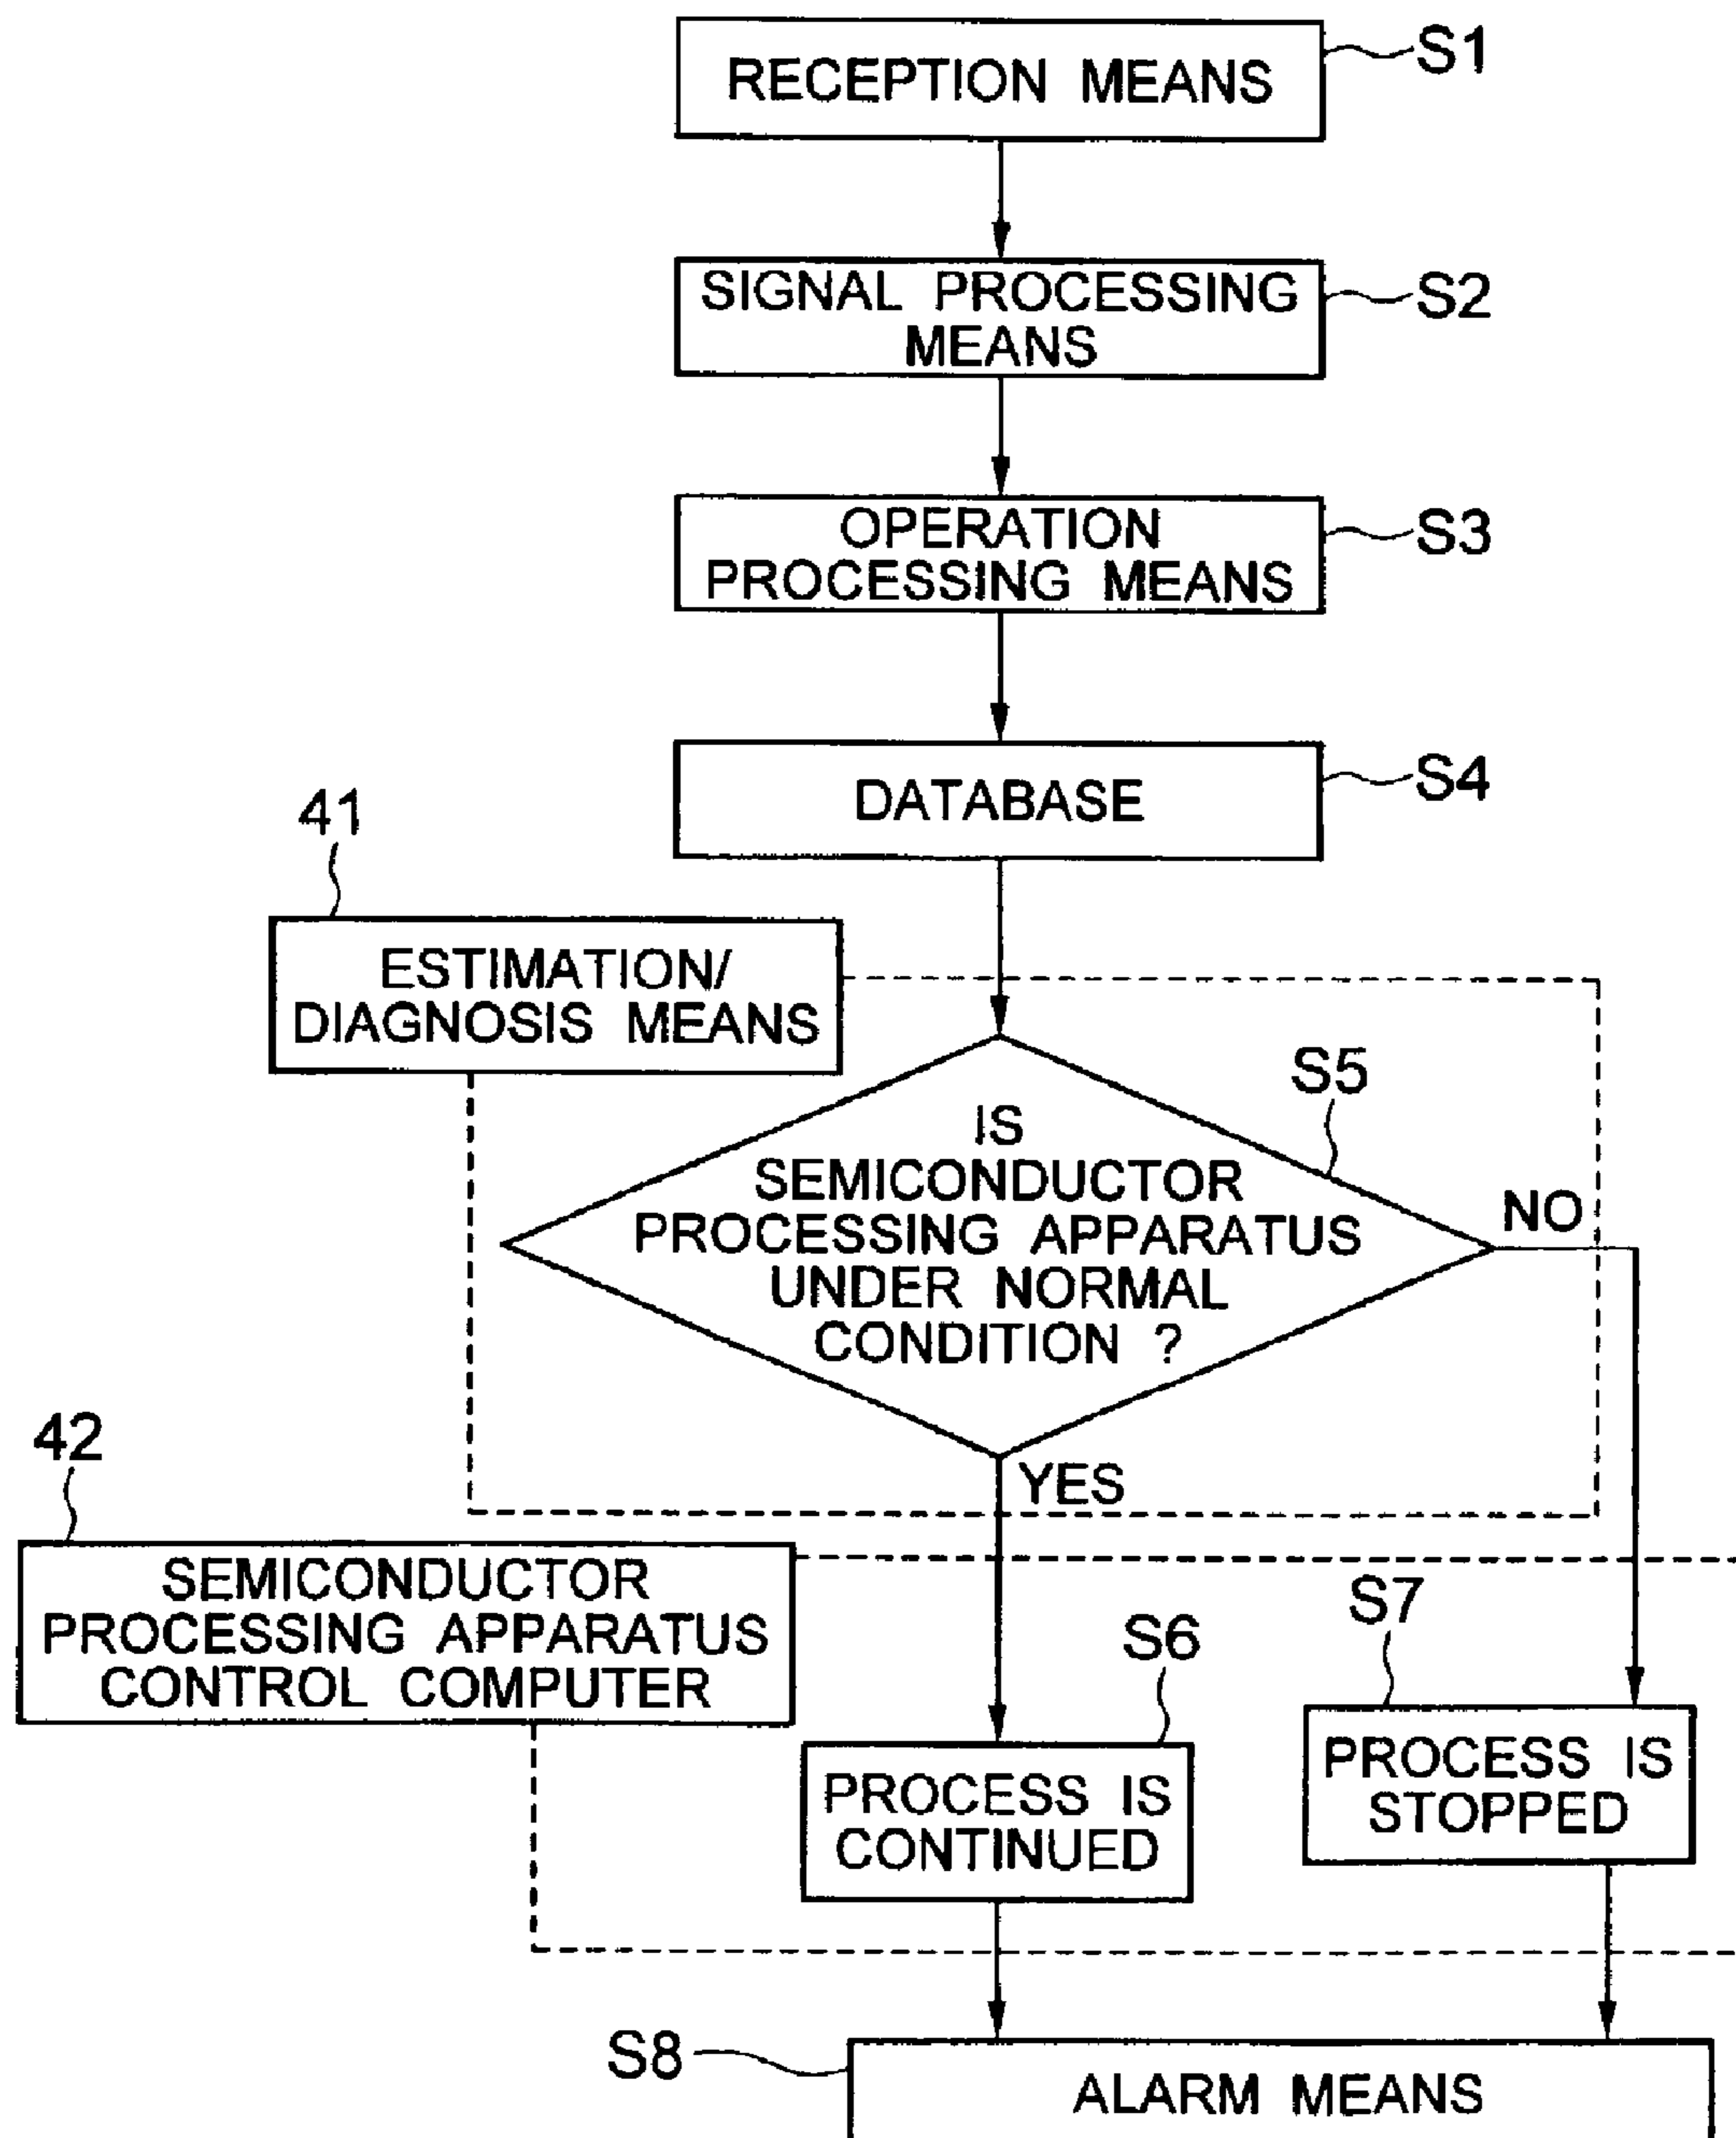 RECEPTION MEANS
S1
SIGNAL PROCESSING
MEANS
S2
OPERATION
PROCESSING MEANS
S3
DATABASE
S4
41
ESTIMATION/
DIAGNOSIS MEANS
S5
IS
SEMICONDUCTOR
PROCESSING APPARATUS
UNDER NORMAL
CONDITION ?
NO
YES
42
SEMICONDUCTOR
PROCESSING APPARATUS
CONTROL COMPUTER
S6
PROCESS IS
CONTINUED
S7
PROCESS IS
STOPPED
S8
ALARM MEANS